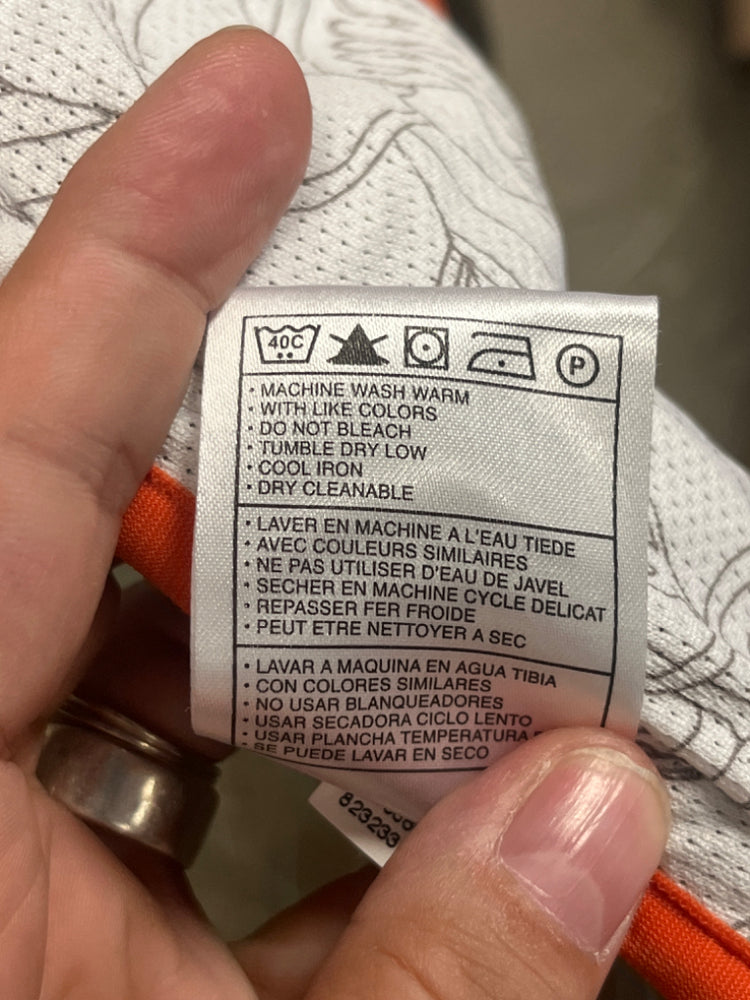 40C
P
• MACHINE WASH WARM
• WITH LIKE COLORS
• DO NOT BLEACH
• TUMBLE DRY LOW
• COOL IRON
• DRY CLEANABLE
• LAVER EN MACHINE A L'EAU TIEDE
• AVEC COULEURS SIMILAIRES
• NE PAS UTILISER D'EAU DE JAVEL
• SECHER EN MACHINE CYCLE DELICAT
• REPASSER FER FROIDE
• PEUT ETRE NETTOYER A SEC
• LAVAR A MAQUINA EN AGUA TIBIA
• CON COLORES SIMILARES
• NO USAR BLANQUEADORES
• USAR SECADORA CICLO LENTO
• USAR PLANCHA TEMPERATURA
• SE PUEDE LAVAR EN SECO
823233